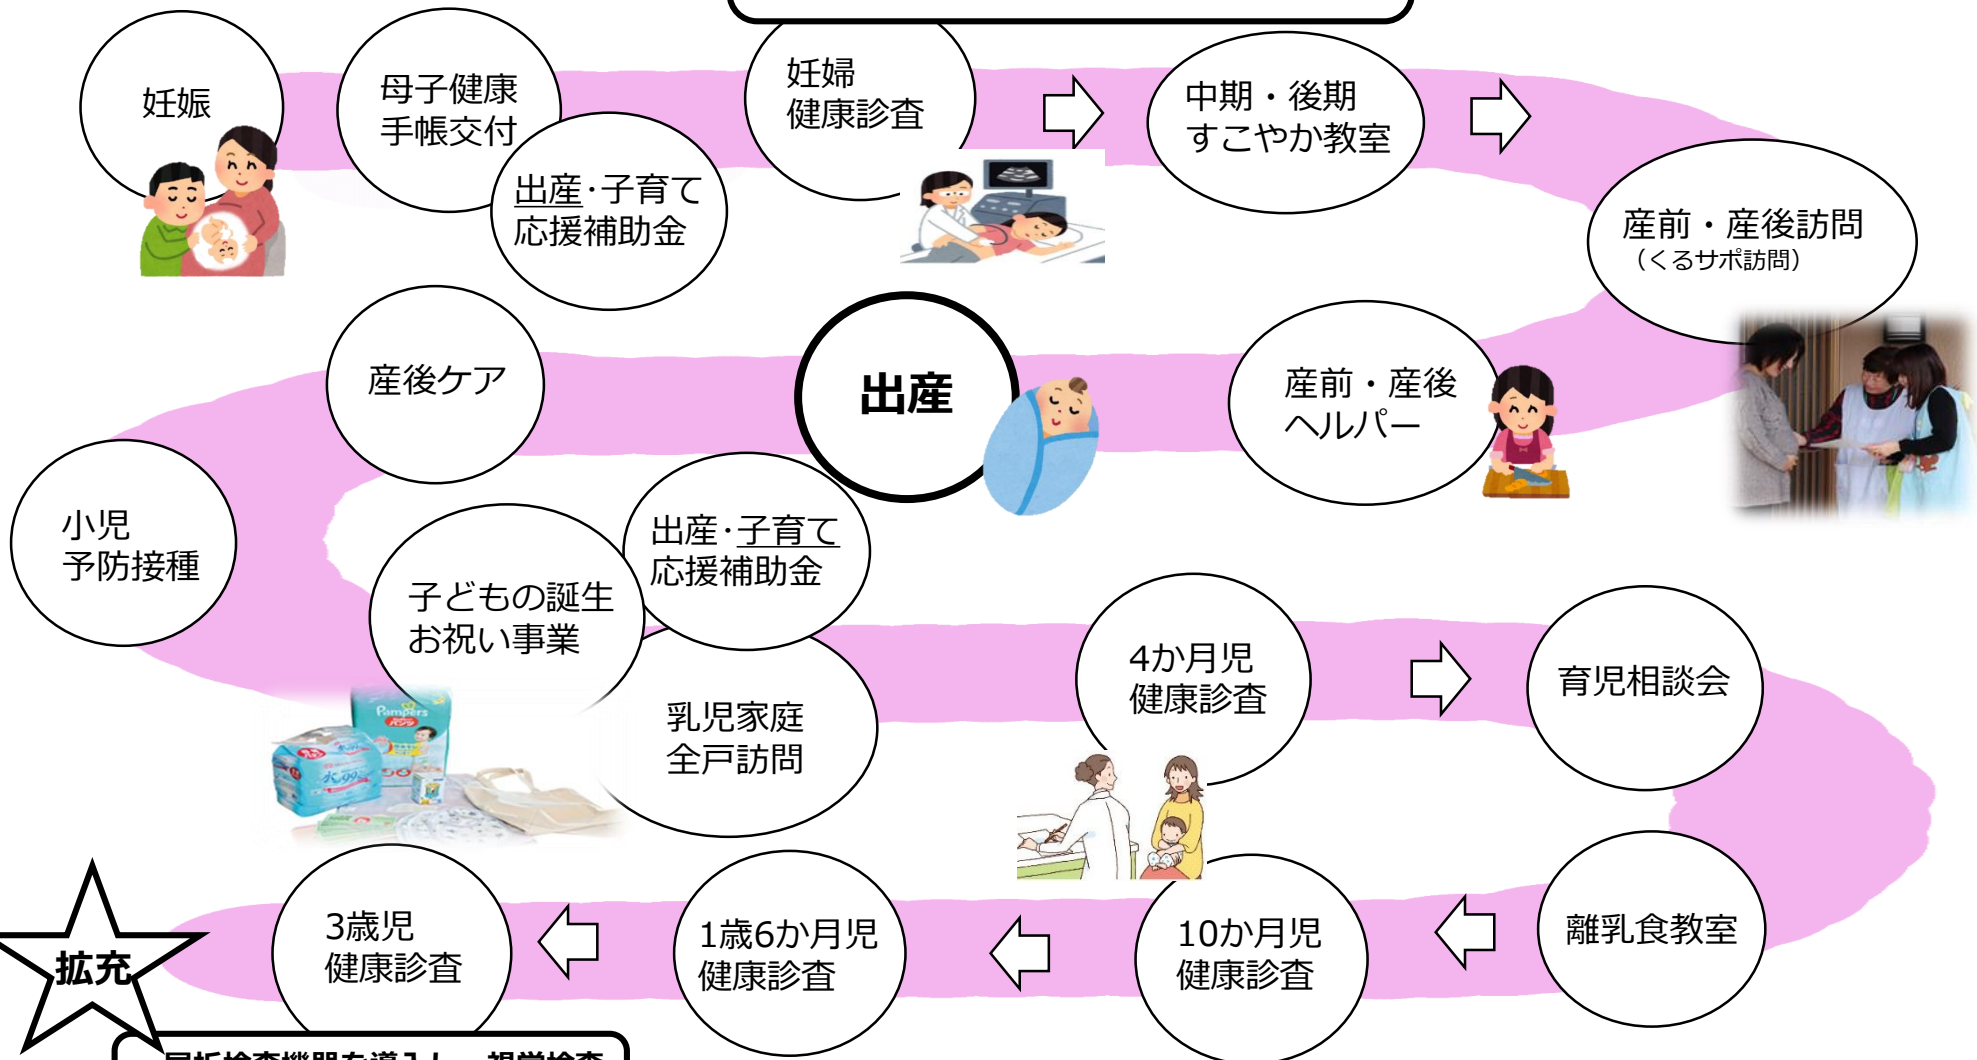 妊娠
母子健康
手帳交付
出産・子育て
応援補助金
妊婦
健康診査
中期・後期
すこやか教室
産前・産後訪問
（くるサポ訪問）
産前・産後
ヘルパー
出産
産後ケア
小児
予防接種
子どもの誕生
お祝い事業
出産・子育て
応援補助金
乳児家庭
全戸訪問
Pampers
4か月児
健康診査
育児相談会
離乳食教室
10か月児
健康診査
1歳6か月児
健康診査
3歳児
健康診査
拡充